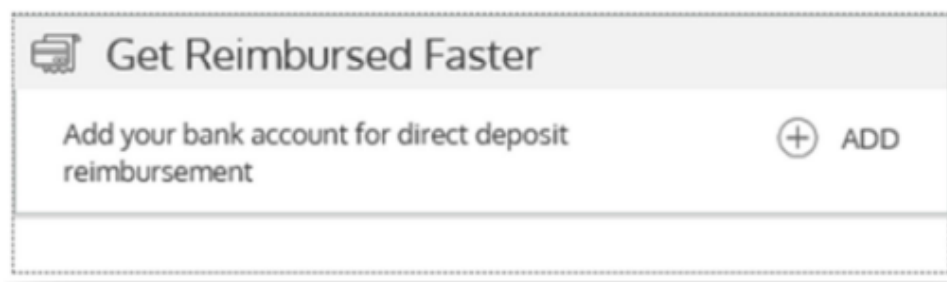 Get Reimbursed Faster
Add your bank account for direct deposit
reimbursement
ADD